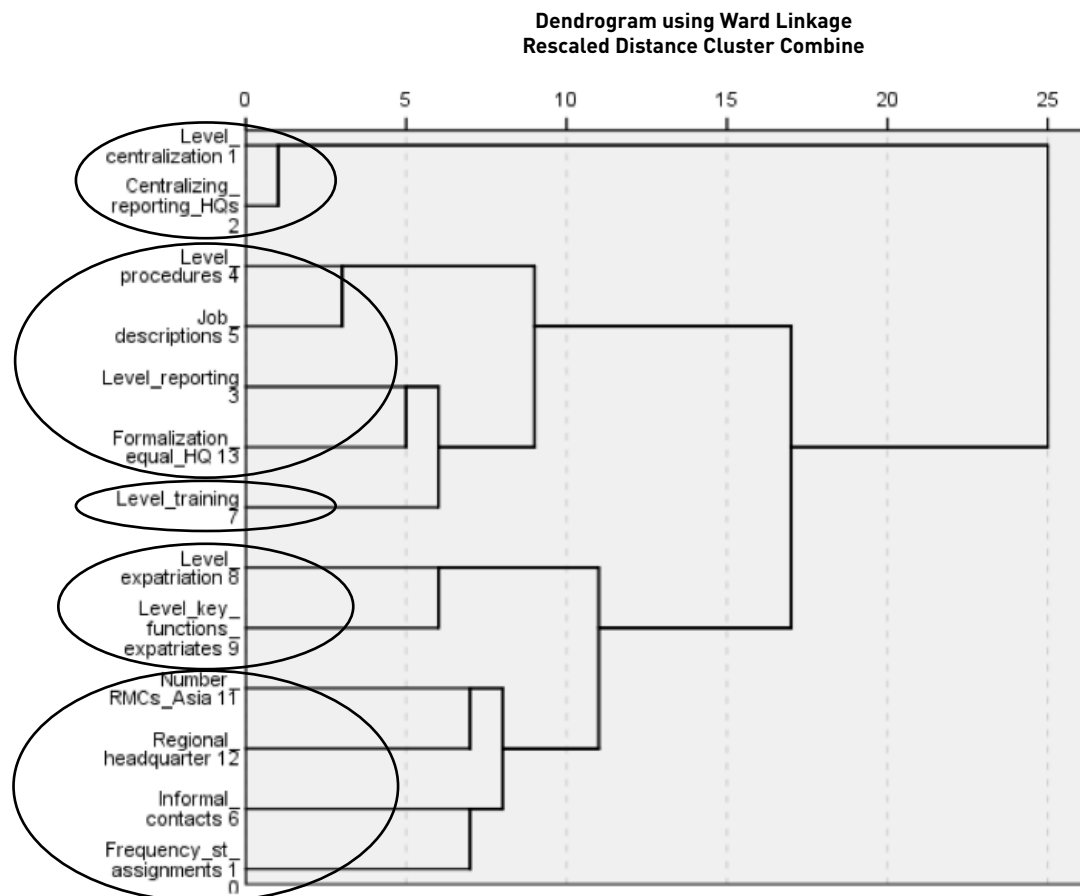 Dendrogram using Ward Linkage
Rescaled Distance Cluster Combine
0 5 10 15 20 25
Level_
centralization 1
Centralizing_
reporting_HQs
2
Level_
procedures 4
Job_
descriptions 5
Level_reporting
3
Formalization_
equal_HQ 13
Level_training
7
Level_
expatriation 8
Level_key_
functions_
expatriates 9
Number_
RMCs_Asia 11
Regional_
headquarter 12
Informal_
contacts 6
Frequency_st_
assignments 1
0